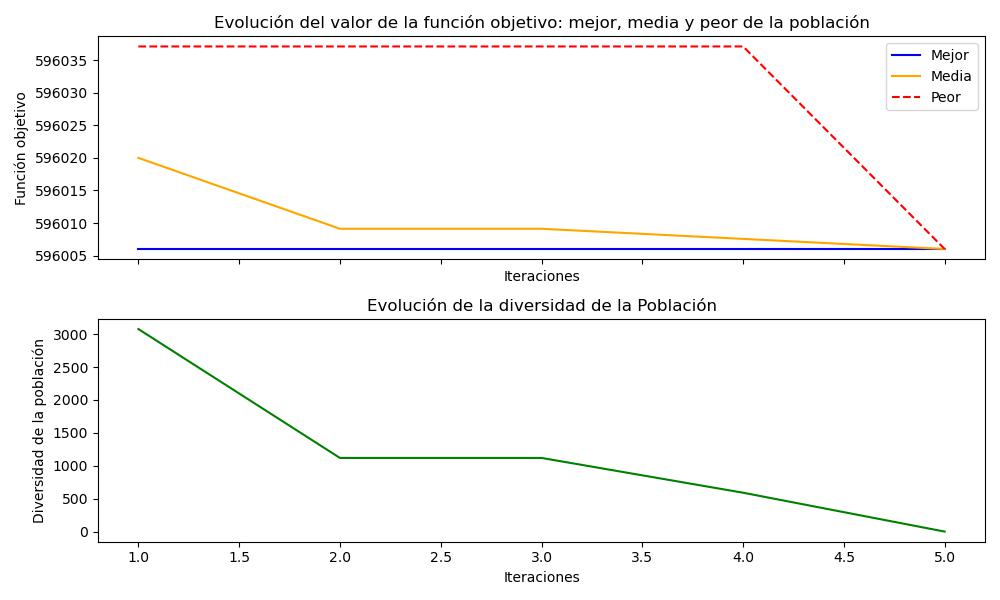 Evolución del valor de la función objetivo: mejor, media y peor de la población
Función objetivo
596035
596030
596025
596020
596015
596010
596005
Mejor
Media
Peor
Iteraciones
Evolución de la diversidad de la Población
Diversidad de la población
3000
2500
2000
1500
1000
500
0
1.0 1.5 2.0 2.5 3.0 3.5 4.0 4.5 5.0
Iteraciones